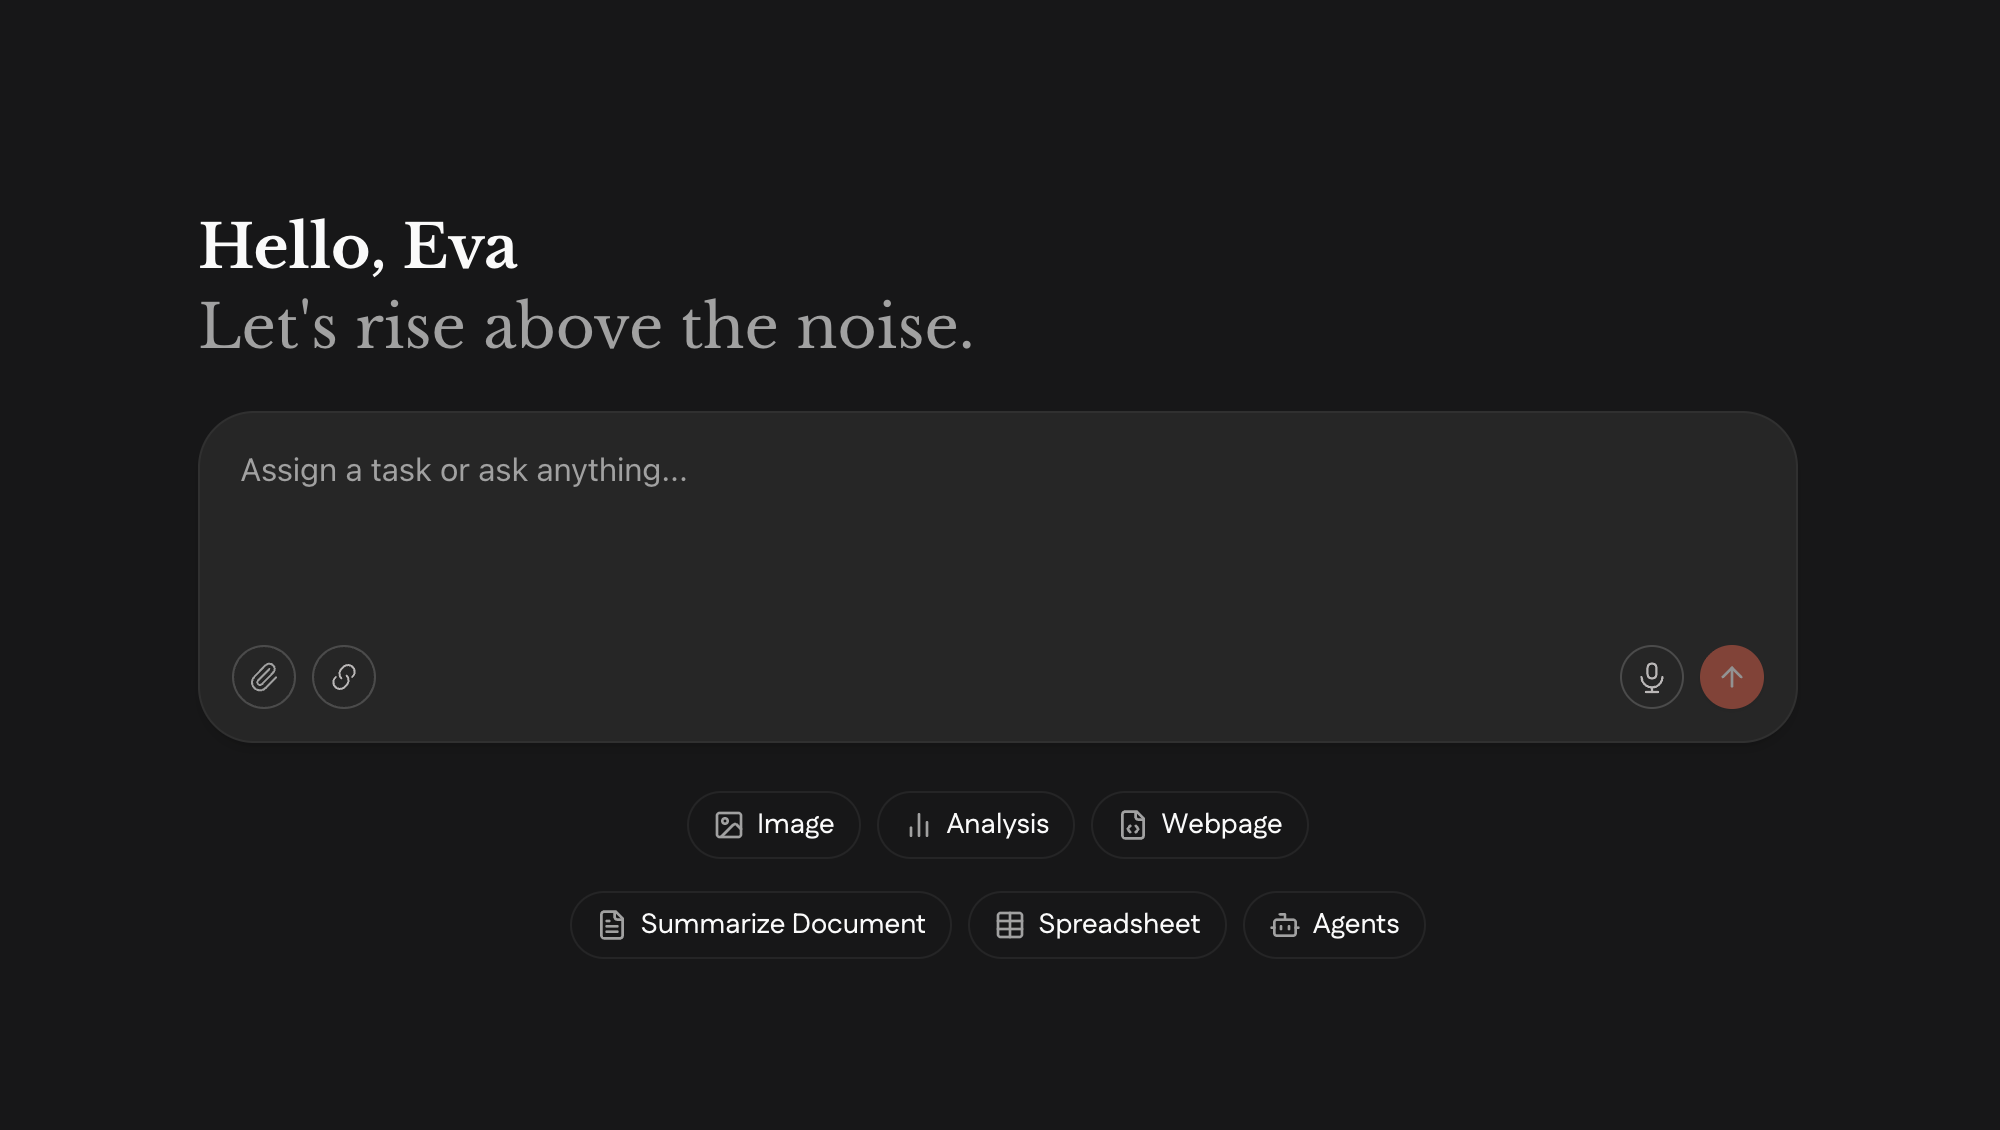 Hello, Eva
Let's rise above the noise.
Assign a task or ask anything...
Image
Analysis
Webpage
Summarize Document
Spreadsheet
Agents